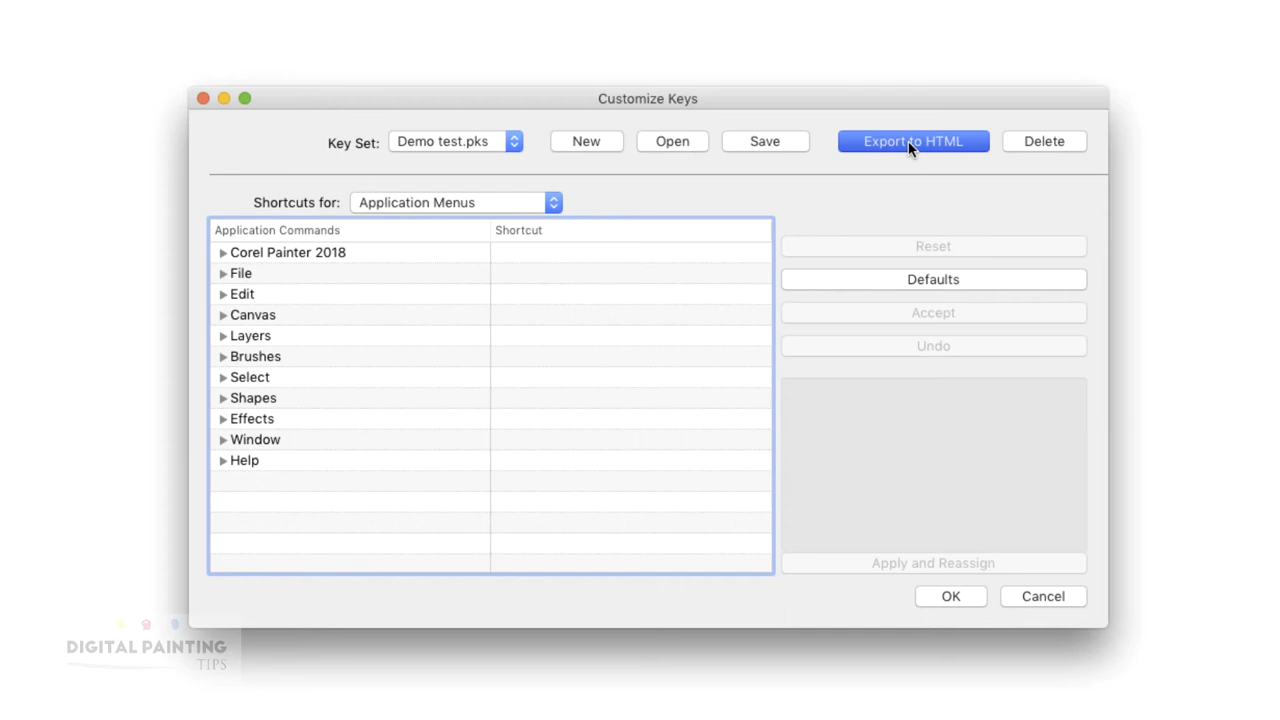 Customize Keys
Key Set: Demo test.pks New Open Save Export to HTML Delete
Shortcuts for: Application Menus
Application Commands Shortcut
Corel Painter 2018
File
Edit
Canvas
Layers
Brushes
Select
Shapes
Effects
Window
Help
Reset
Defaults
Accept
Undo
Apply and Reassign
OK Cancel
DIGITAL PAINTING
TIPS